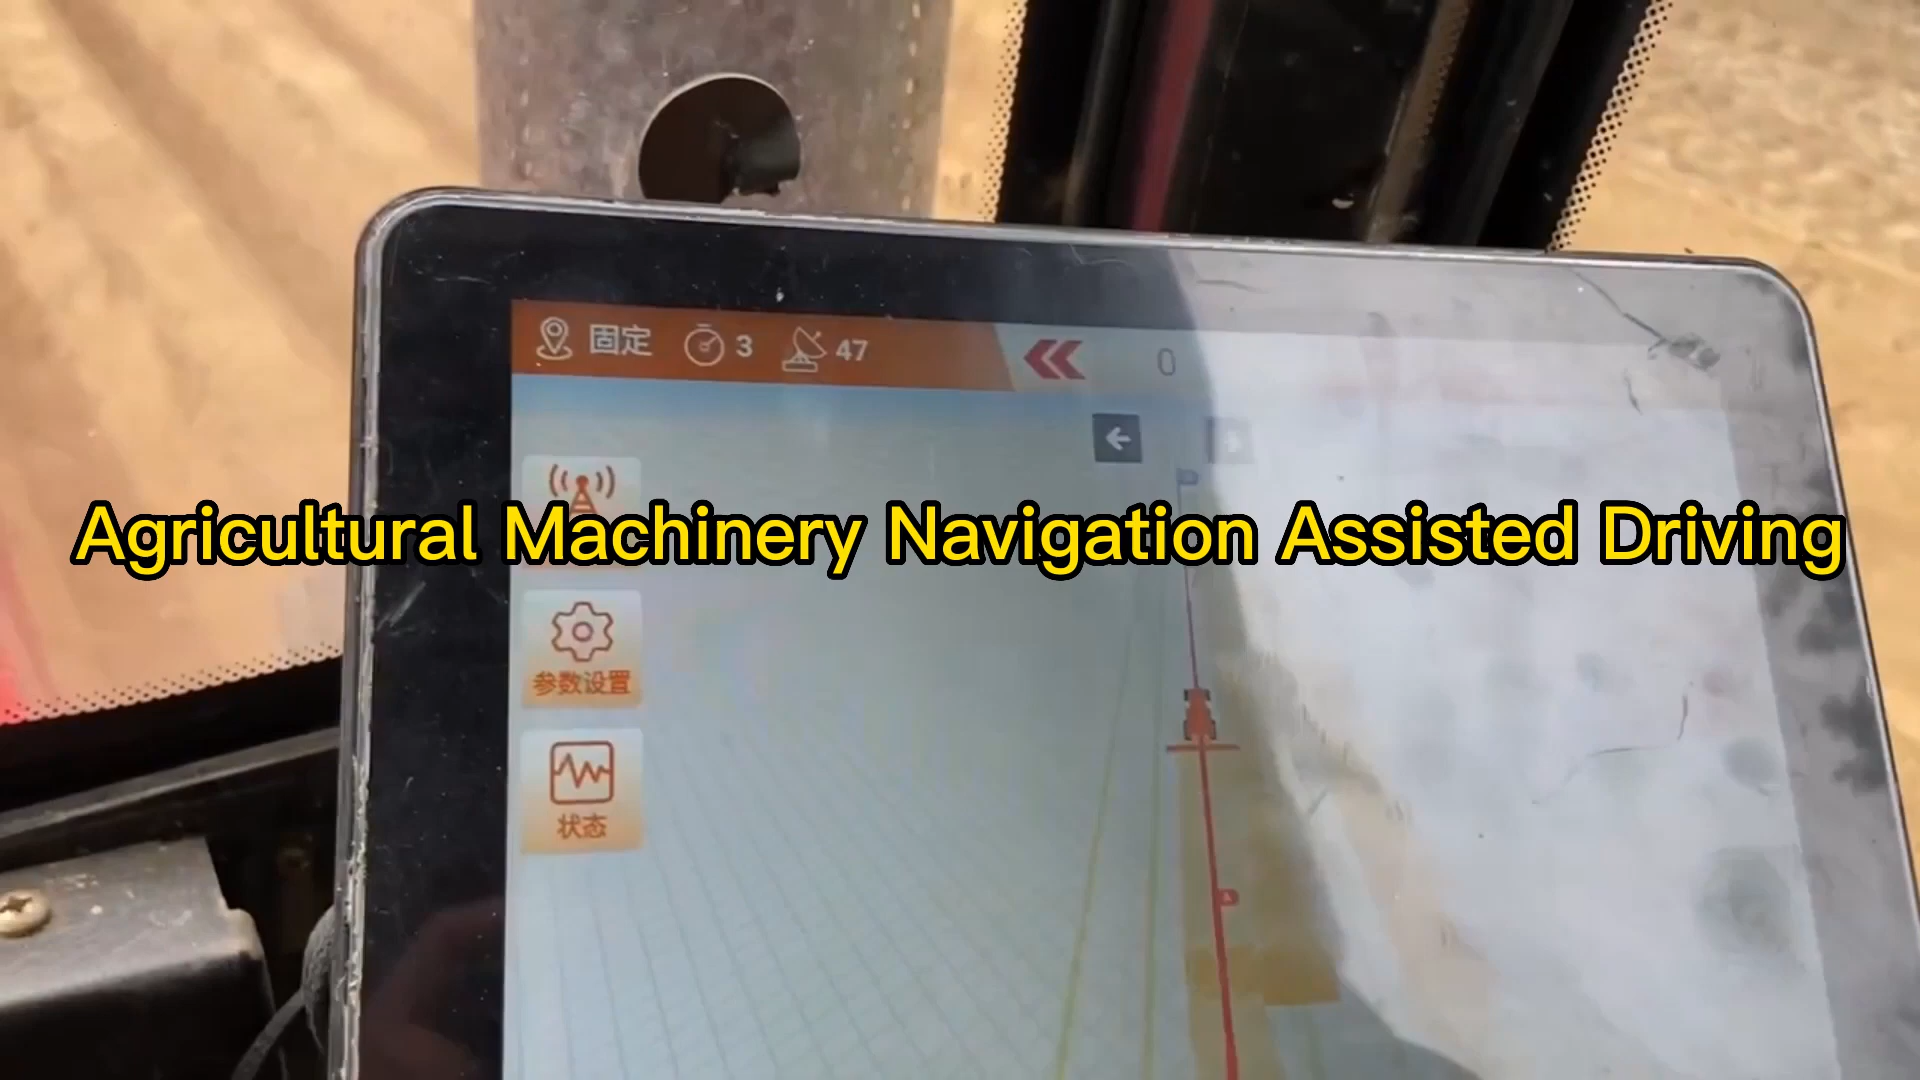 固定 3 47 0
Agricultural Machinery Navigation Assisted Driving
参数设置
A
状态